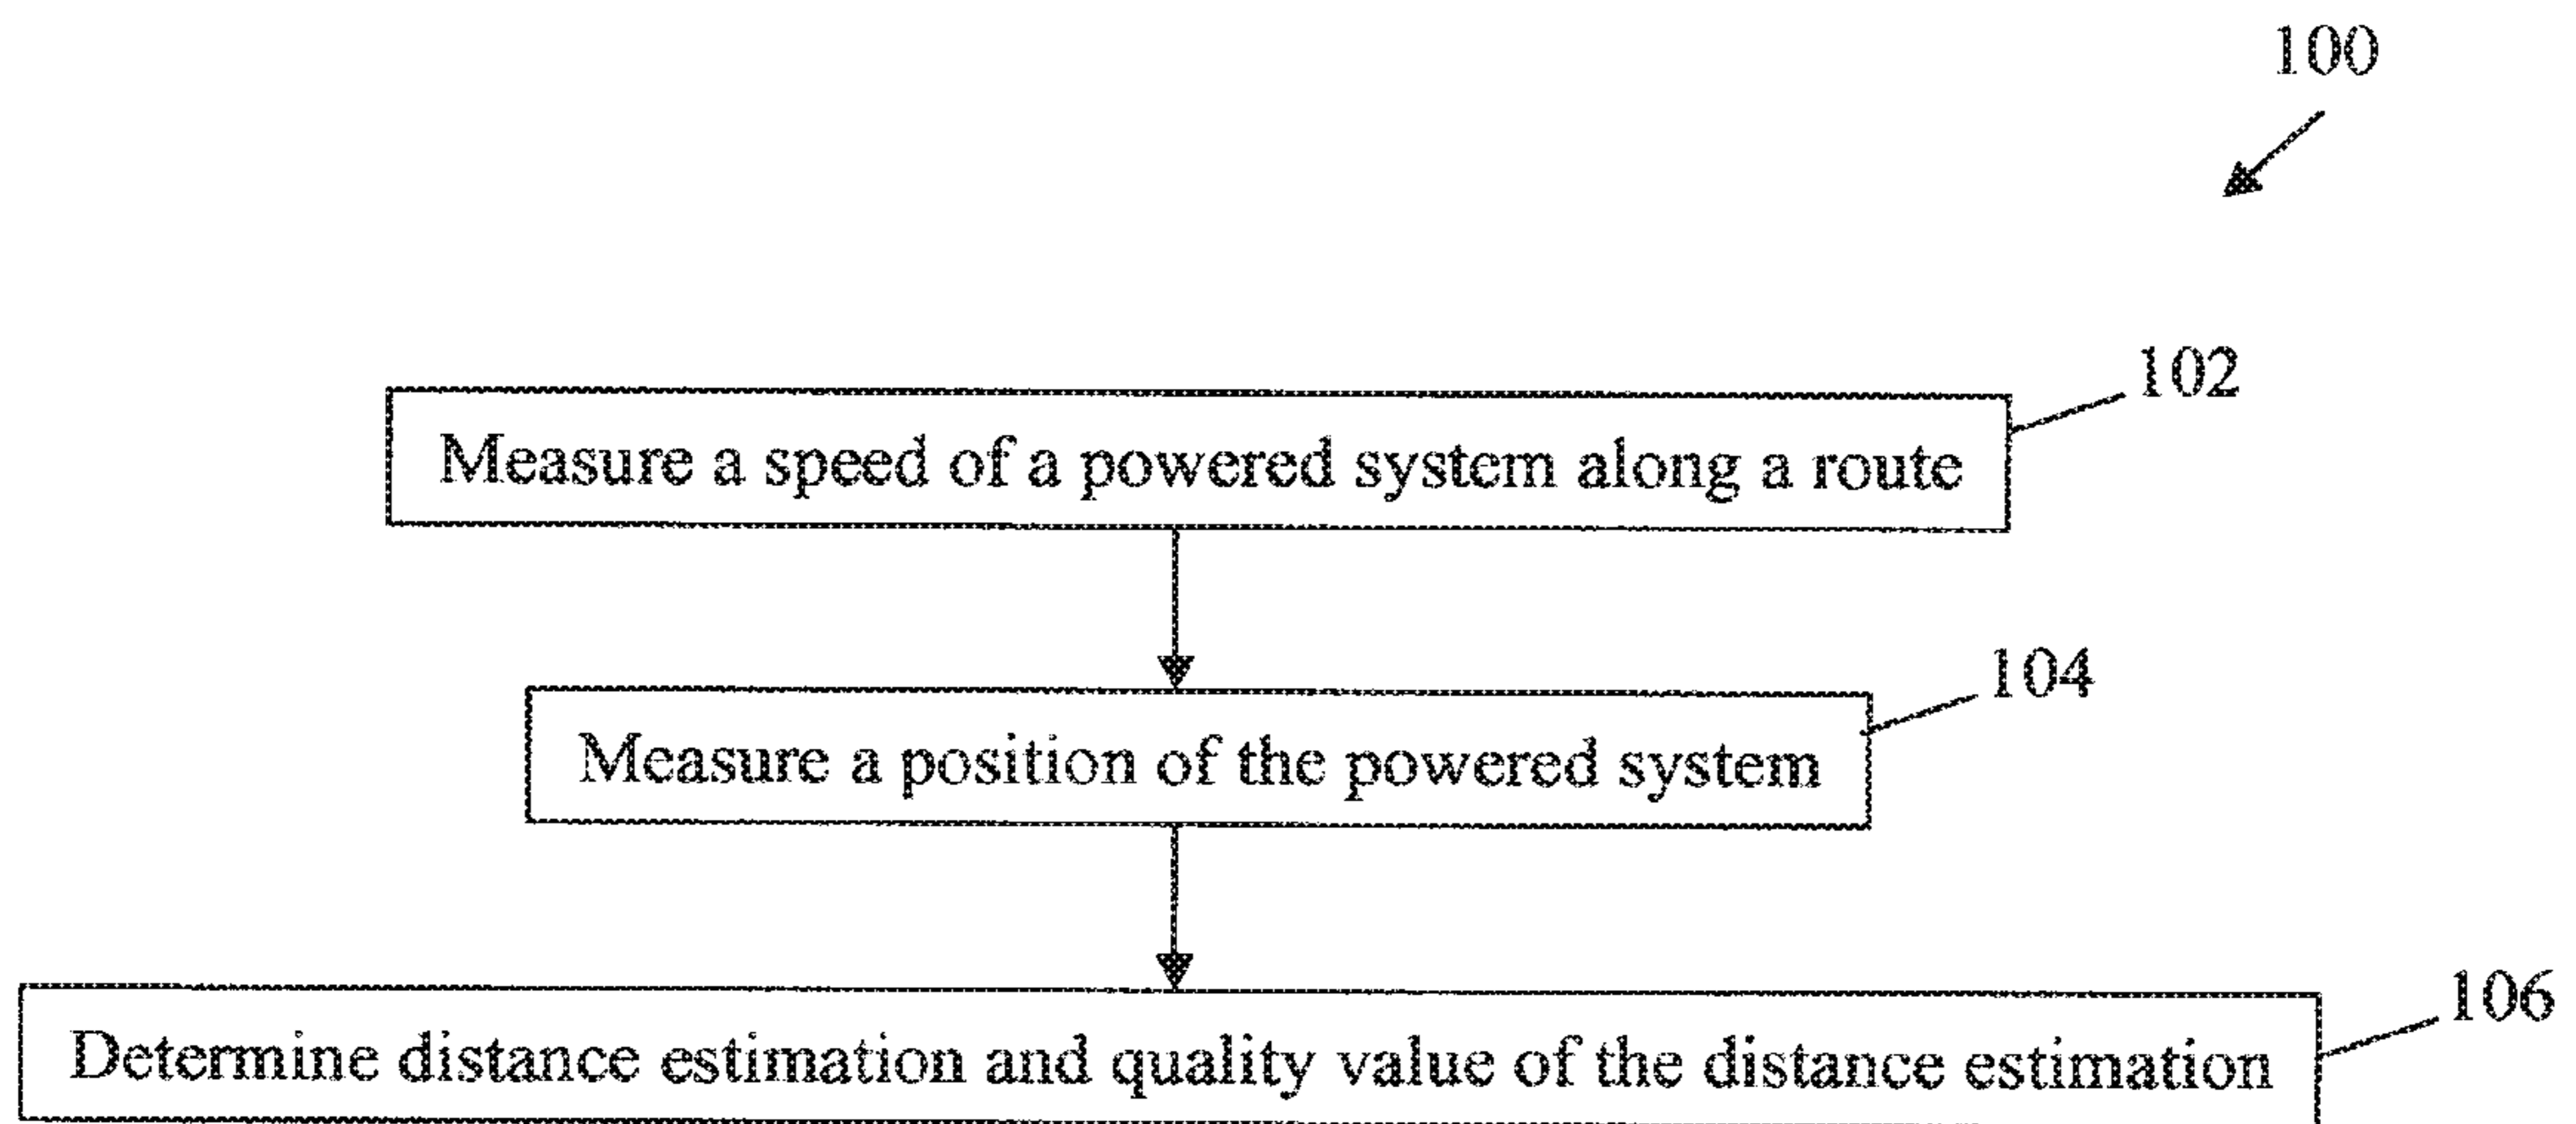 100
Measure a speed of a powered system along a route
102
Measure a position of the powered system
104
Determine distance estimation and quality value of the distance estimation
106